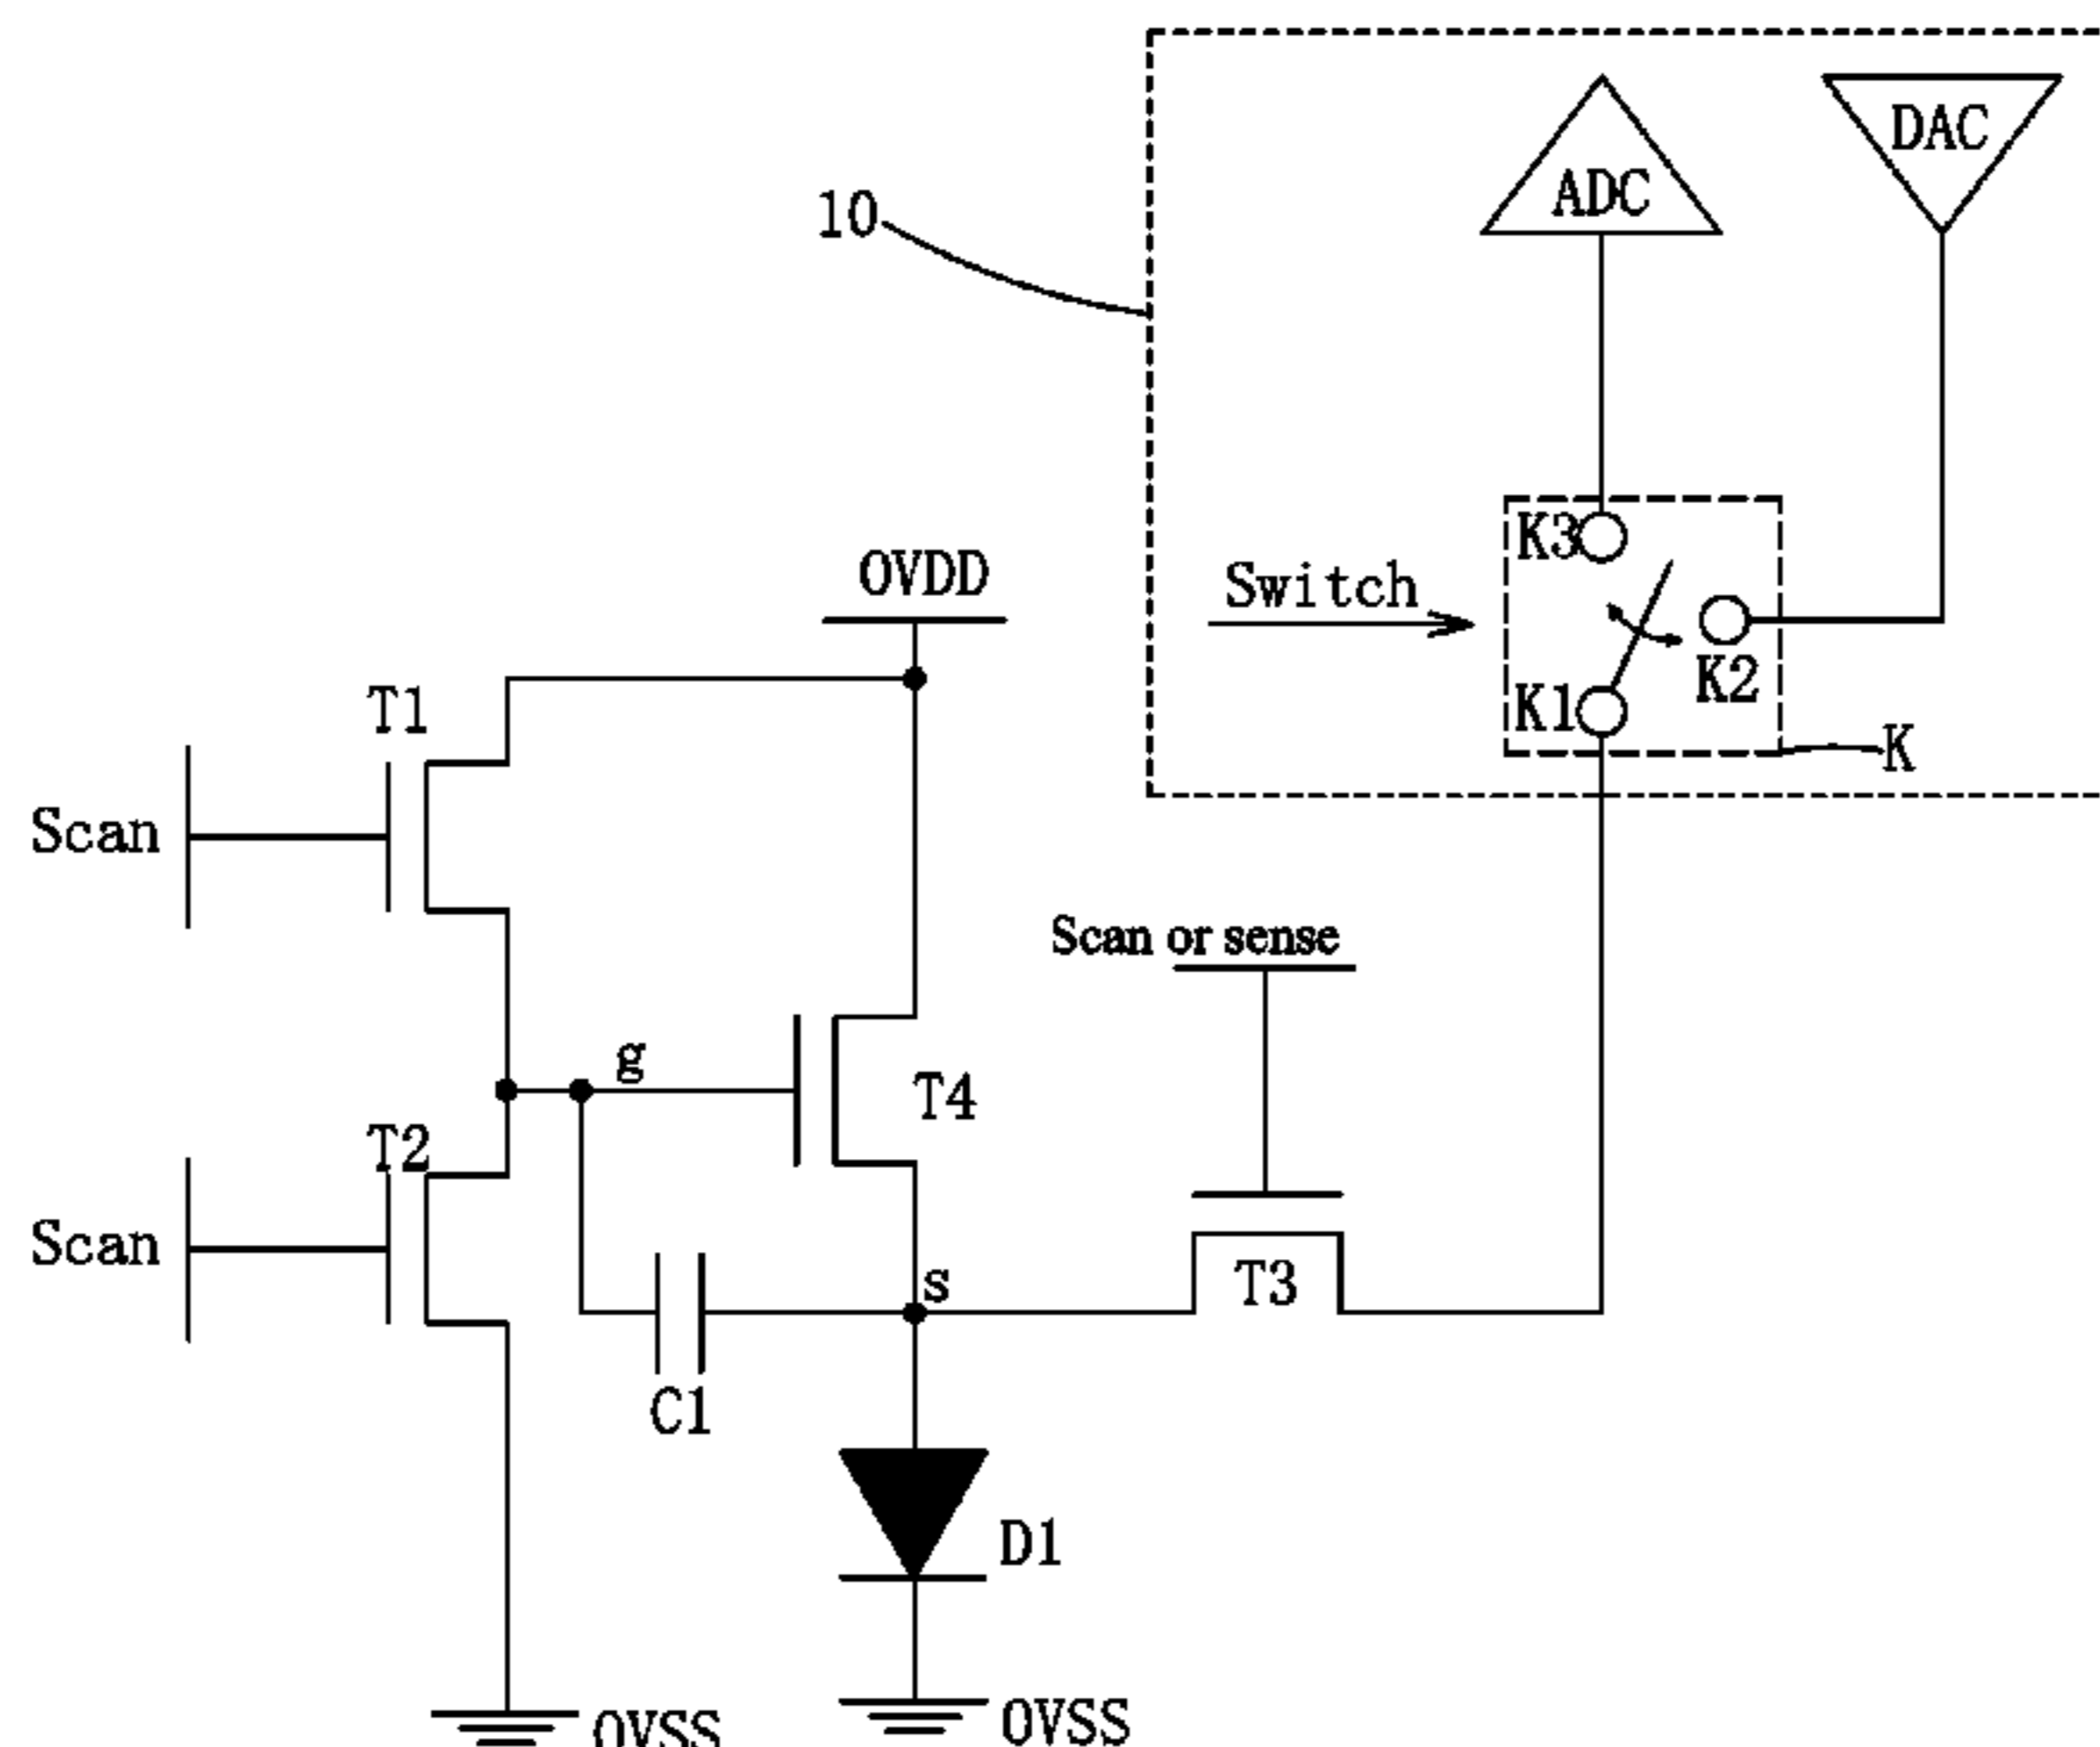 DAC
ADC
10
K3
OVDD
Switch
K2
T1
K1
K
Scan
Scan or sense
g
T4
T2
Scan
s
T3
C1
D1
OVSS
OVSS